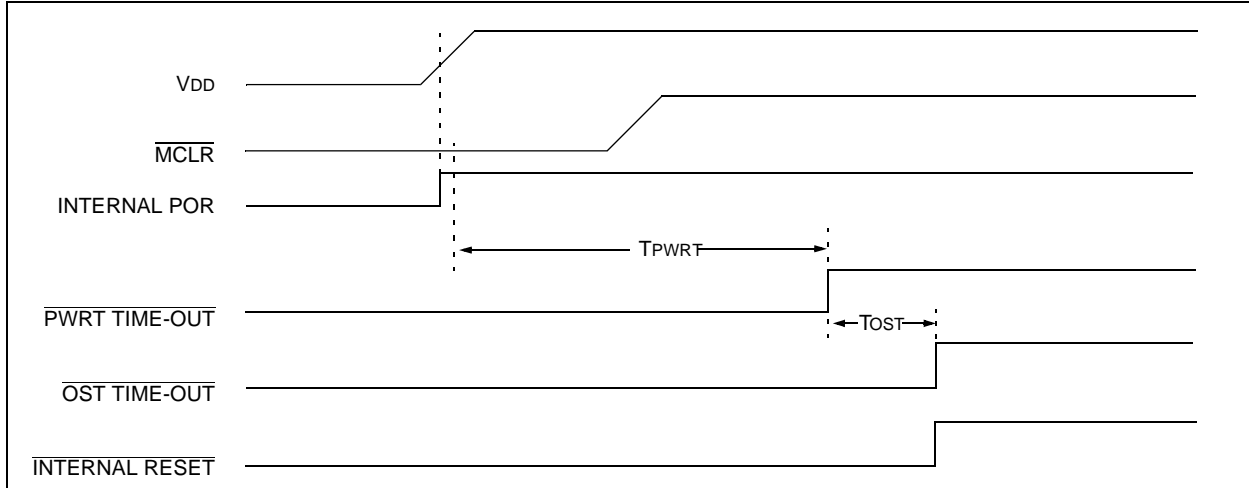 VDD
MCLR
INTERNAL POR
TPWRT
PWRT TIME-OUT
TOST
OST TIME-OUT
INTERNAL RESET